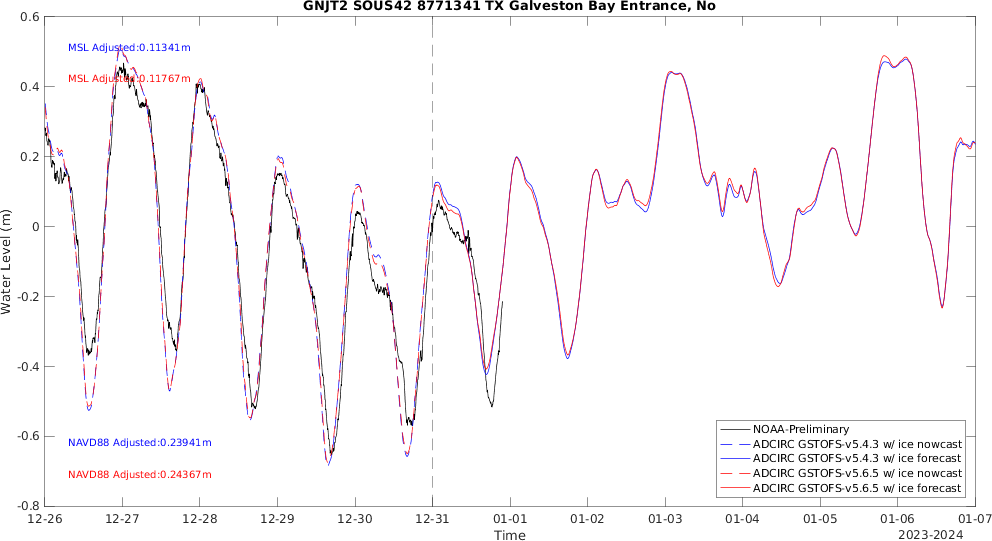 GNJT2 SOUS42 8771341 TX Galveston Bay Entrance, No
MSL Adjusted:0.11341m
MSL Adjusted:0.11767m
NAVD88 Adjusted:0.23941m
NAVD88 Adjusted:0.24367m
Water Level (m)
0.6
0.4
0.2
0
-0.2
-0.4
-0.6
-0.8
NOAA-Preliminary
ADCIRC GSTOFS-v5.4.3 w/ ice nowcast
ADCIRC GSTOFS-v5.4.3 w/ ice forecast
ADCIRC GSTOFS-v5.6.5 w/ ice nowcast
ADCIRC GSTOFS-v5.6.5 w/ ice forecast
12-26 12-27 12-28 12-29 12-30 12-31 01-01 01-02 01-03 01-04 01-05 01-06 01-07
Time
2023-2024